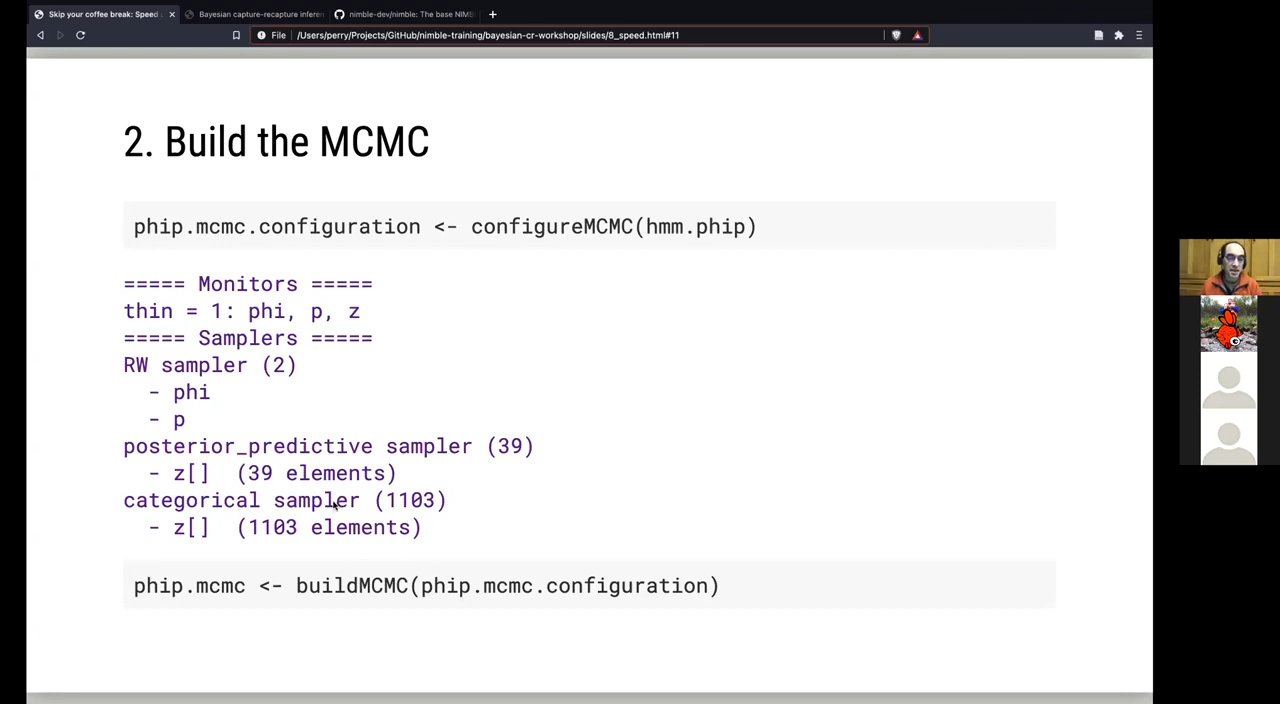 Skip your coffee break: Speed
Bayesian capture-recapture inferen
nimble-dev/nimble: The base NIMB
File
/Users/perry/Projects/GitHub/nimble-training/bayesian-cr-workshop/slides/8_speed.html#11
2. Build the MCMC
phip.mcmc.configuration <- configureMCMC(hmm.phip)
===== Monitors =====
thin = 1: phi, p, z
===== Samplers =====
RW sampler (2)
- phi
- p
posterior_predictive sampler (39)
- z[] (39 elements)
categorical sampler (1103)
- z[] (1103 elements)
phip.mcmc <- buildMCMC(phip.mcmc.configuration)